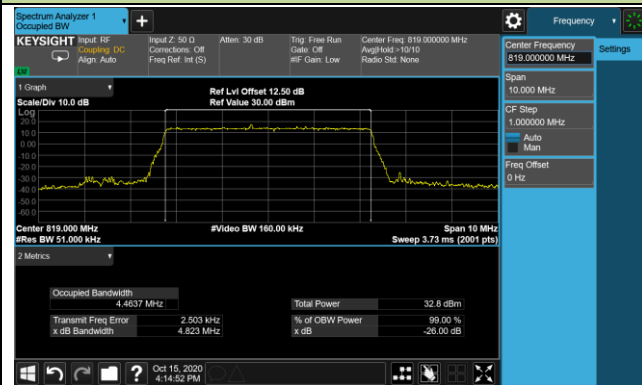 Spectrum Analyzer 1
Occupied BW
Frequency
KEYSIGHT
Input: RF
Coupling: DC
Align: Auto
Input Z: 50 Ω
Corrections: Off
Freq Ref: Int (S)
Atten: 30 dB
Trig: Free Run
Gate: Off
#IF Gain: Low
Center Freq: 819.000000 MHz
Avg|Hold:>10/10
Radio Std: None
1 Graph
Scale/Div 10.0 dB
Ref Lvl Offset 12.50 dB
Ref Value 30.00 dBm
Log
20.0
10.0
0.00
-10.0
-20.0
-30.0
-40.0
-50.0
-60.0
Center 819.000 MHz
#Video BW 160.00 kHz
Span 10 MHz
#Res BW 51.000 kHz
Sweep 3.73 ms (2001 pts)
2 Metrics
Occupied Bandwidth
4.4637 MHz
Total Power 32.8 dBm
Transmit Freq Error 2.503 kHz
% of OBW Power 99.00 %
x dB Bandwidth 4.823 MHz
x dB -26.00 dB
Oct 15, 2020
4:14:52 PM
Center Frequency
819.000000 MHz
Settings
Span
10.000 MHz
CF Step
1.000000 MHz
Auto
Man
Freq Offset
0 Hz